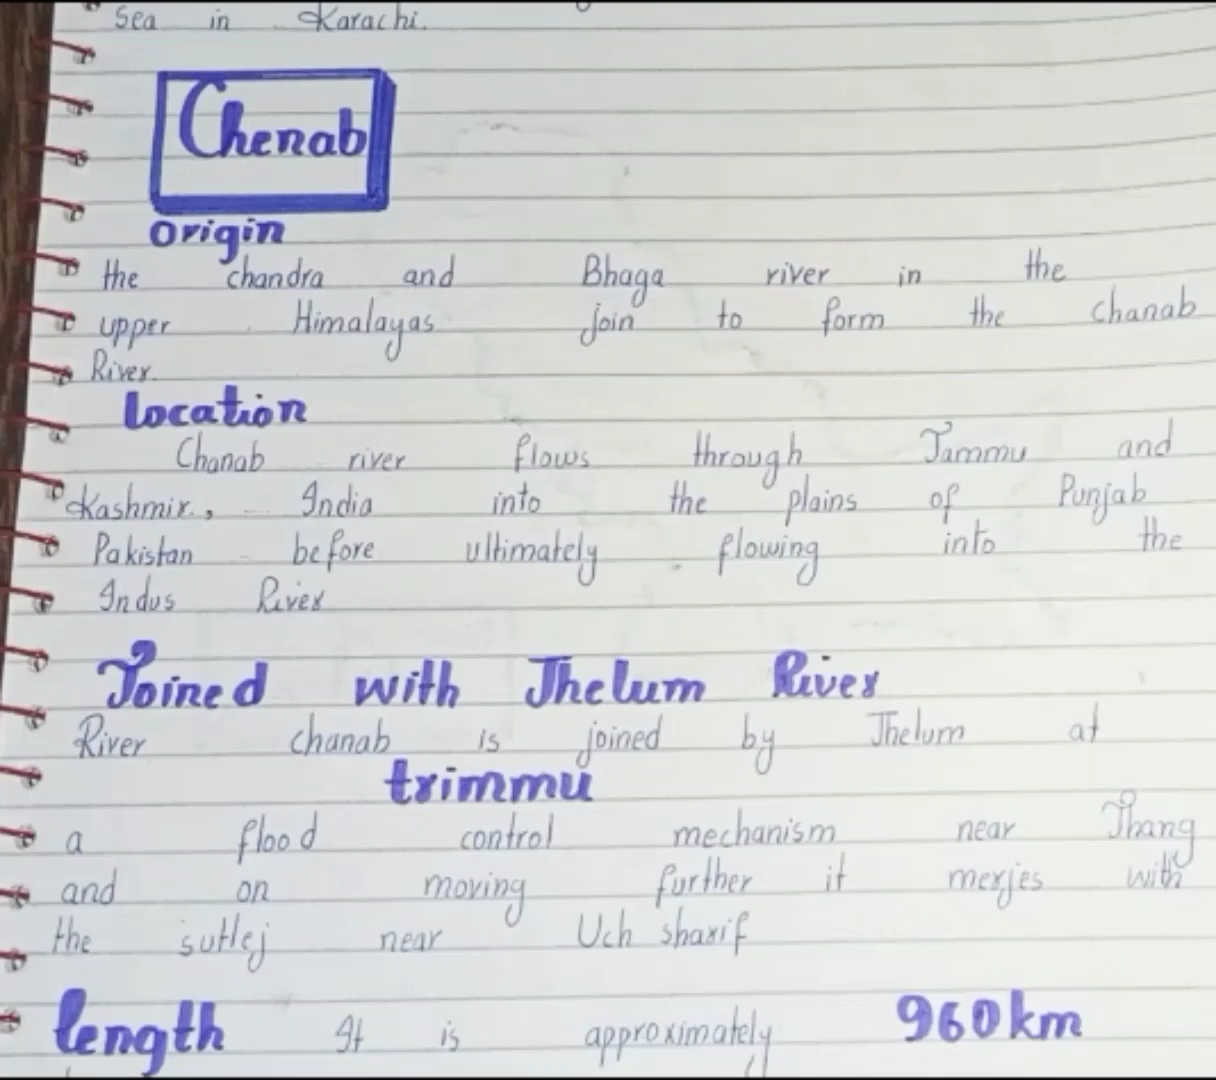 Sea in Karachi.
Chenab
origin
the chandra and Bhaga river in the
upper Himalayas join to form the chanab
River.
location
Chanab river flows through Jammu and
Kashmir, India into the plains of Punjab
Pakistan before ultimately flowing into the
Indus River
Joined with Jhelum River
River chanab is joined by Jhelum at
trimmu
a flood control mechanism near Jhang
and on moving further it merjes with
the sutlej near Uch sharif
length It is approximately 960km